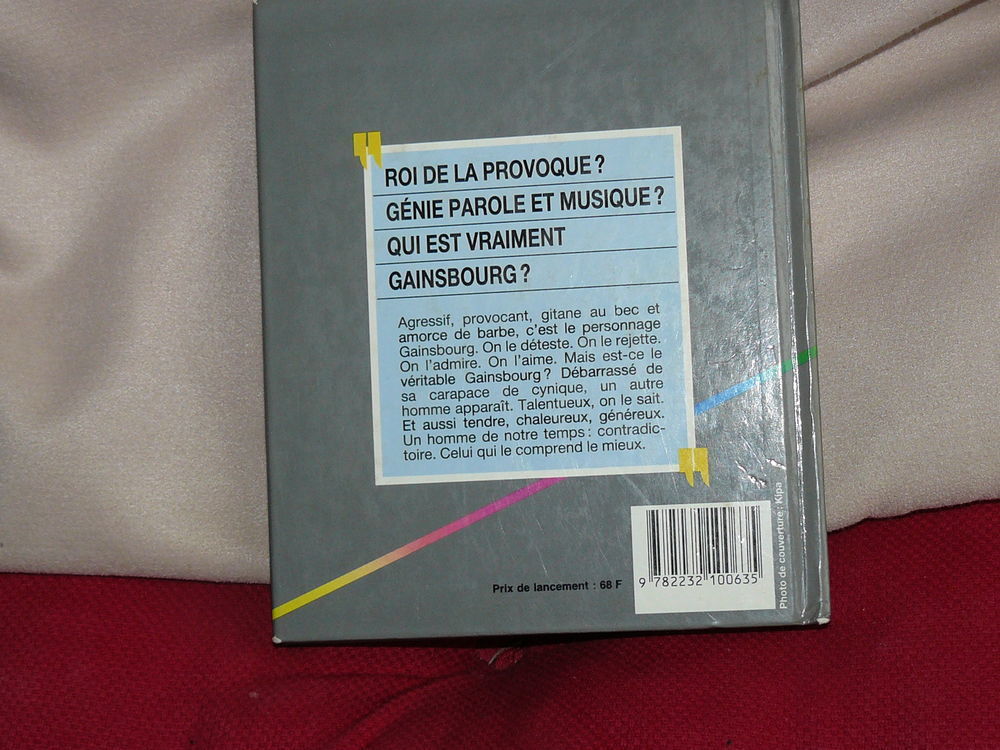 ROI DE LA PROVOQUE ?
GÉNIE PAROLE ET MUSIQUE ?
QUI EST VRAIMENT
GAINSBOURG ?
Agressif, provocant, gitane au bec et
amorce de barbe, c'est le personnage
Gainsbourg. On le déteste. On le rejette.
On l'admire. On l'aime. Mais est-ce le
véritable Gainsbourg ? Débarrassé de
sa carapace de cynique, un autre
homme apparaît. Talentueux, on le sait.
Et aussi tendre, chaleureux, généreux.
Un homme de notre temps : contradic-
toire. Celui qui le comprend le mieux.
Prix de lancement : 68 F
9 782232 100635
Photo de couverture : Kipa